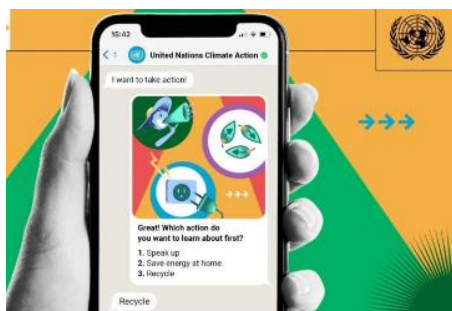 15:42
1
United Nations Climate Action
I want to take action!
Great! Which action do
you want to learn about first?
1. Speak up
2. Save energy at home
3. Recycle
Recycle